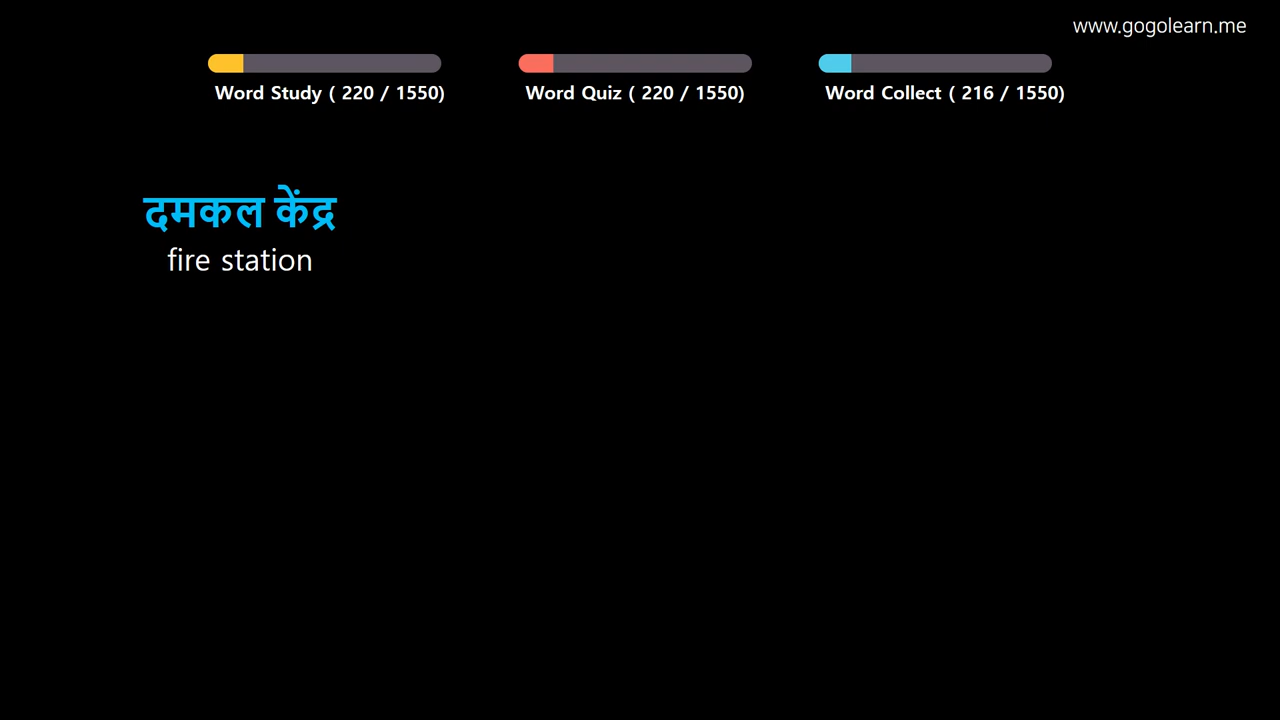 www.gogolearn.me
Word Study ( 220 / 1550)
Word Quiz ( 220 / 1550)
Word Collect ( 216 / 1550)
दमकल केंद्र
fire station